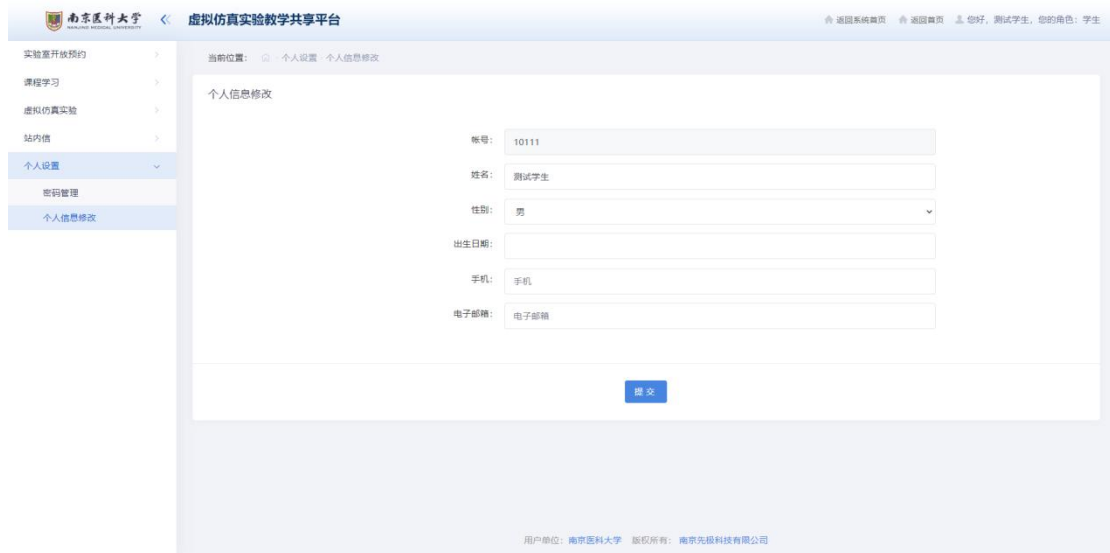 南京医科大学
NANJING MEDICAL UNIVERSITY
虚拟仿真实验教学共享平台
返回系统首页 返回首页 您好，测试学生，您的角色：学生
实验室开放预约
课程学习
虚拟仿真实验
站内信
个人设置
密码管理
个人信息修改
当前位置： 个人设置 个人信息修改
个人信息修改
帐号： 10111
姓名： 测试学生
性别： 男
出生日期：
手机： 手机
电子邮箱： 电子邮箱
提 交
用户单位：南京医科大学 版权所有： 南京先极科技有限公司